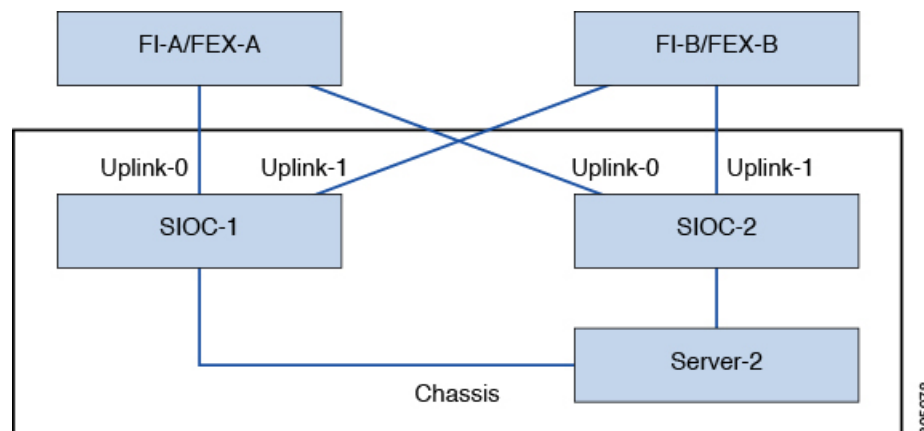 FI-A/FEX-A
FI-B/FEX-B
Uplink-0
Uplink-1
Uplink-0
Uplink-1
SIOC-1
SIOC-2
Server-2
Chassis